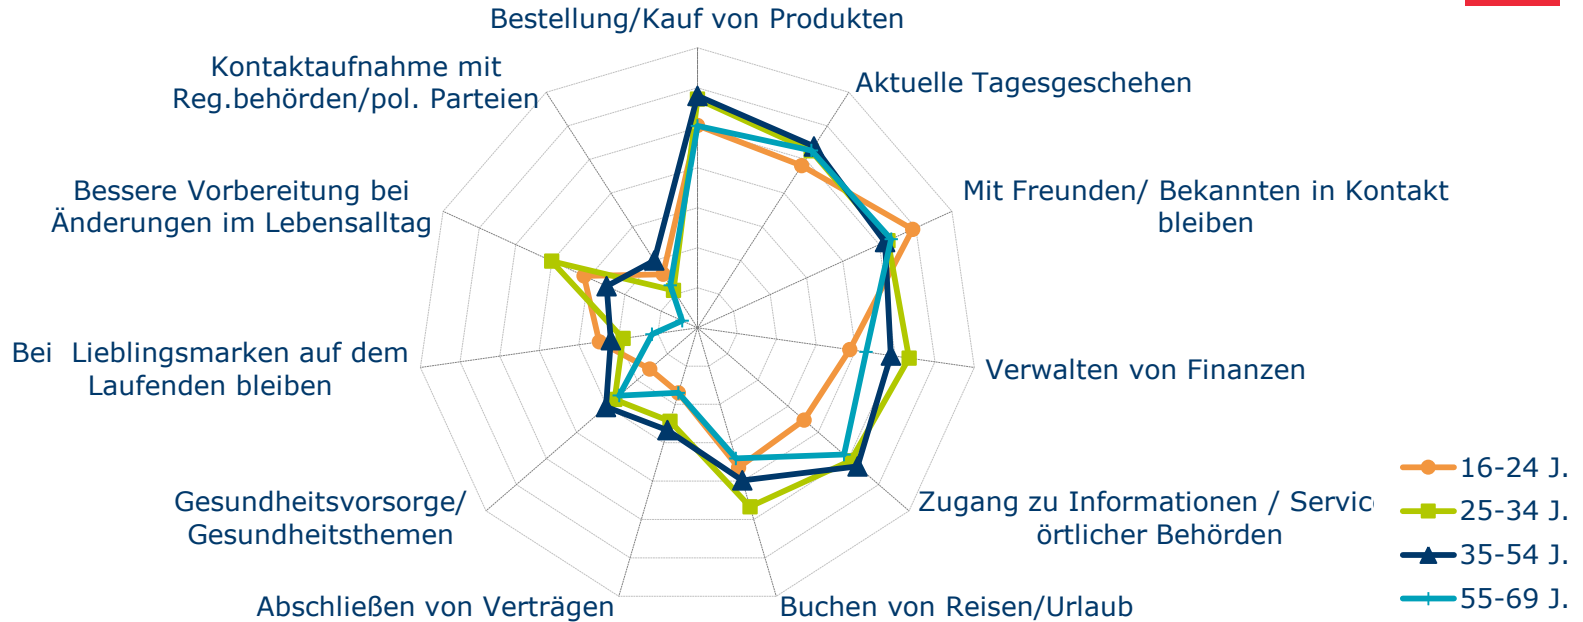 Bestellung/Kauf von Produkten
Kontaktaufnahme mit
Reg.behörden/pol. Parteien
Aktuelle Tagesgeschehen
Bessere Vorbereitung bei
Änderungen im Lebensalltag
Mit Freunden/ Bekannten in Kontakt
bleiben
Bei  Lieblingsmarken auf dem
Laufenden bleiben
Verwalten von Finanzen
Gesundheitsvorsorge/
Gesundheitsthemen
Zugang zu Informationen / Servic
örtlicher Behörden
Abschließen von Verträgen
Buchen von Reisen/Urlaub
16-24 J.
25-34 J.
35-54 J.
55-69 J.